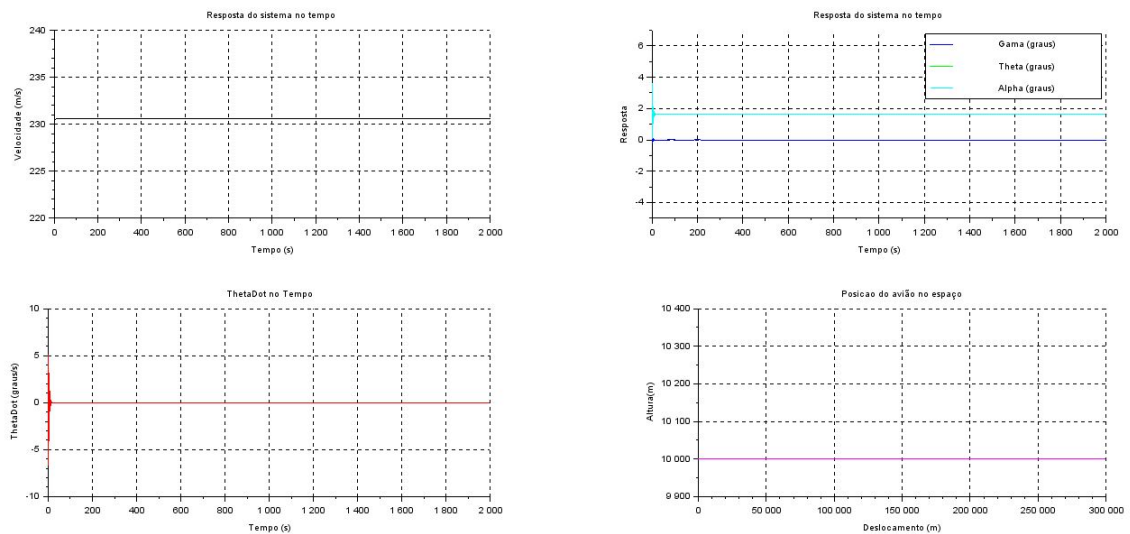 Resposta do sistema no tempo
240
235
230
225
220
Velocidade (m/s)
0 200 400 600 800 1 000 1 200 1 400 1 600 1 800 2 000
Tempo (s)
Resposta do sistema no tempo
Gama (graus)
Theta (graus)
Alpha (graus)
6
4
2
0
-2
-4
Resposta
0 200 400 600 800 1 000 1 200 1 400 1 600 1 800 2 000
Tempo (s)
ThetaDot no Tempo
10
5
0
-5
-10
ThetaDot (graus/s)
0 200 400 600 800 1 000 1 200 1 400 1 600 1 800 2 000
Tempo (s)
Posicao do avião no espaço
10 400
10 300
10 200
10 100
10 000
9 900
Altura(m)
0 50 000 100 000 150 000 200 000 250 000 300 000
Deslocamento (m)